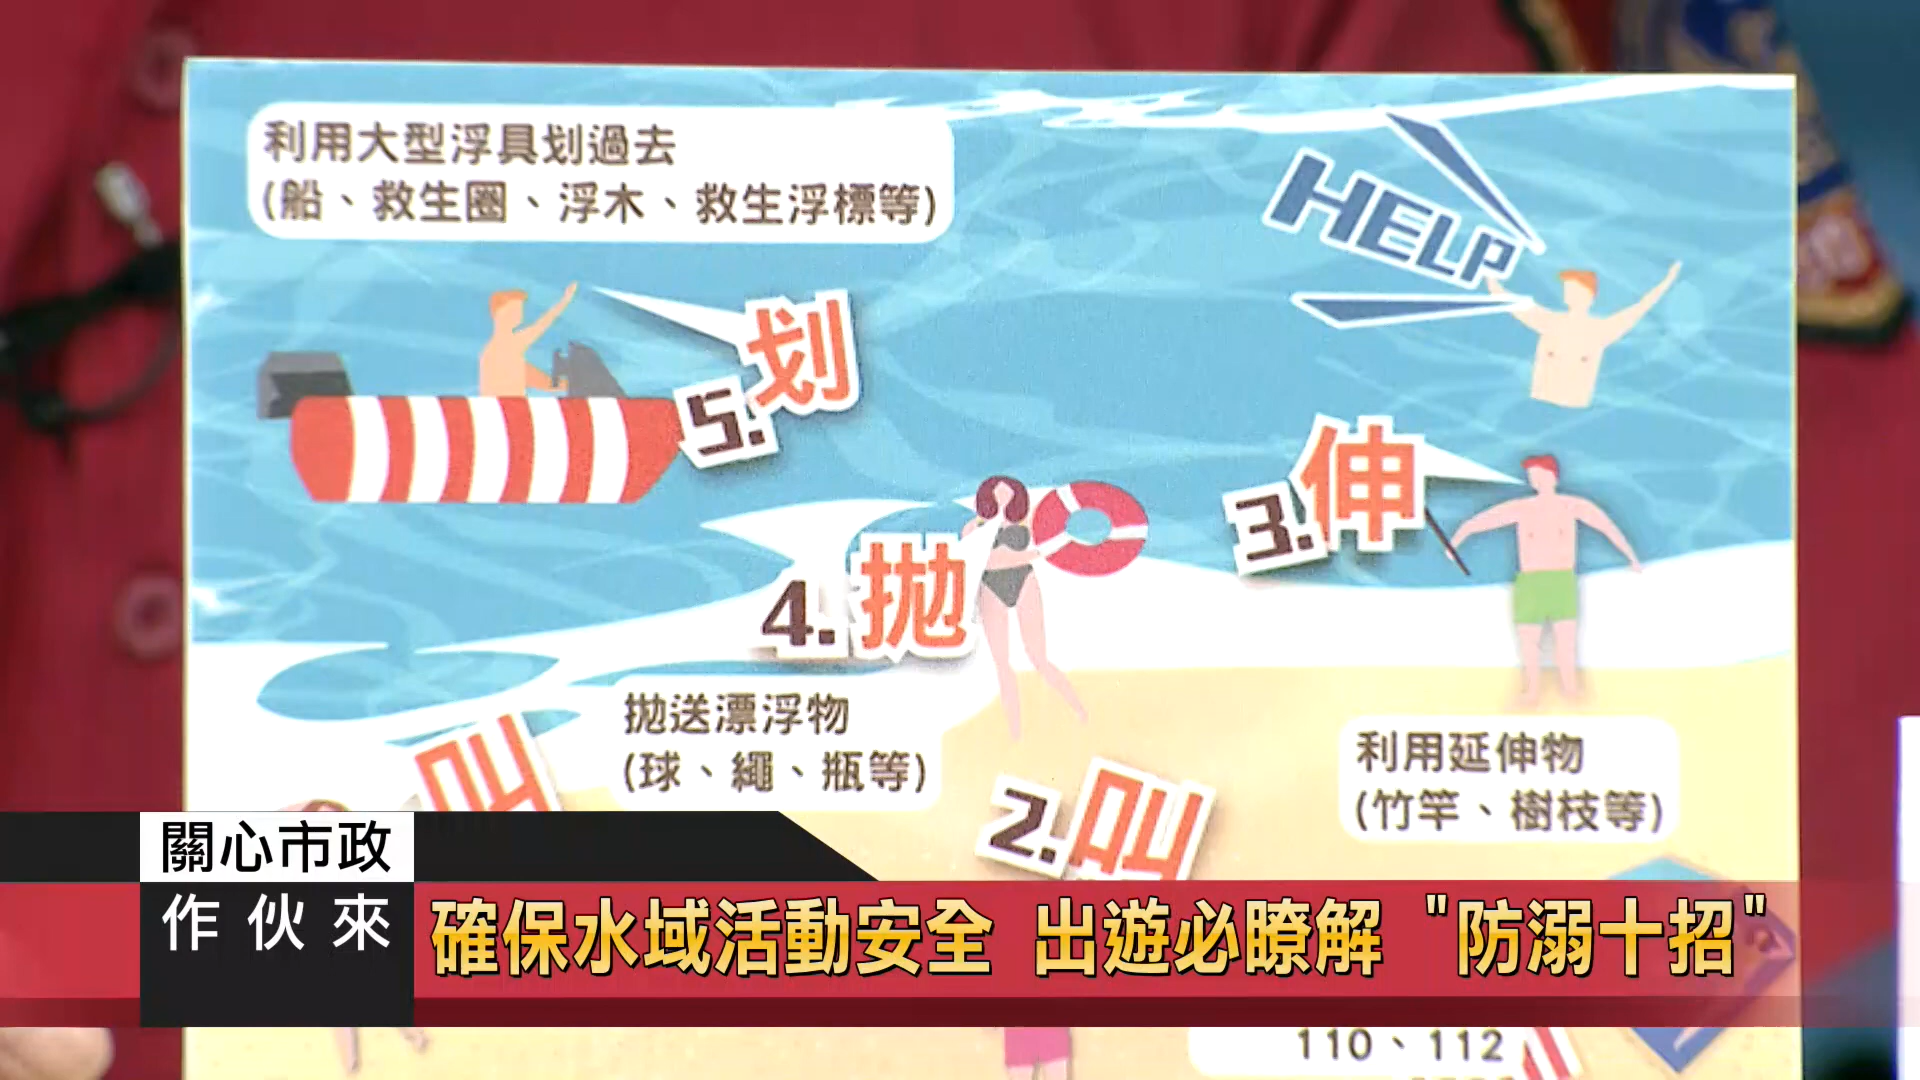 利用大型浮具划過去
(船、救生圈、浮木、救生浮標等)
HELP
5.划
3.伸
4.拋
拋送漂浮物
(球、繩、瓶等)
利用延伸物
(竹竿、樹枝等)
叫
2.叫
關心市政
作伙來
確保水域活動安全 出遊必瞭解 "防溺十招"
110、112